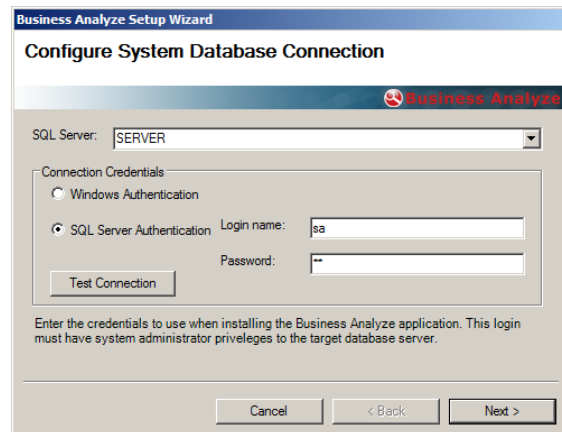 Business Analyze Setup Wizard
Configure System Database Connection
Business Analyze
SQL Server: SERVER
Connection Credentials
Windows Authentication
SQL Server Authentication Login name: sa
Password: **
Test Connection
Enter the credentials to use when installing the Business Analyze application. This login
must have system administrator priveleges to the target database server.
Cancel < Back Next >